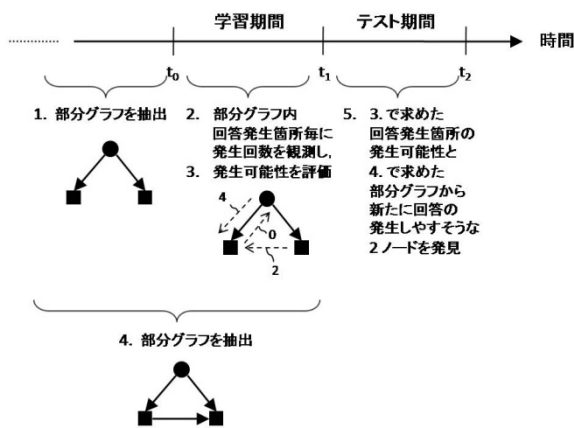 学習期間 テスト期間
時間
t0 t1 t2
1. 部分グラフを抽出
2. 部分グラフ内
回答発生箇所毎に
発生回数を観測し,
3. 発生可能性を評価
4
0
2
5. 3. で求めた
回答発生箇所の
発生可能性と
4. で求めた
部分グラフから
新たに回答の
発生しやすそうな
2ノードを発見
4. 部分グラフを抽出